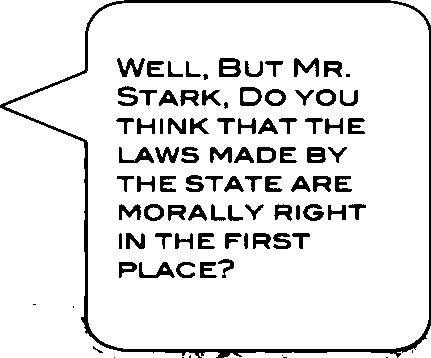 WELL, BUT MR.
STARK, DO YOU
THINK THAT THE
LAWS MADE BY
THE STATE ARE
MORALLY RIGHT
IN THE FIRST
PLACE?